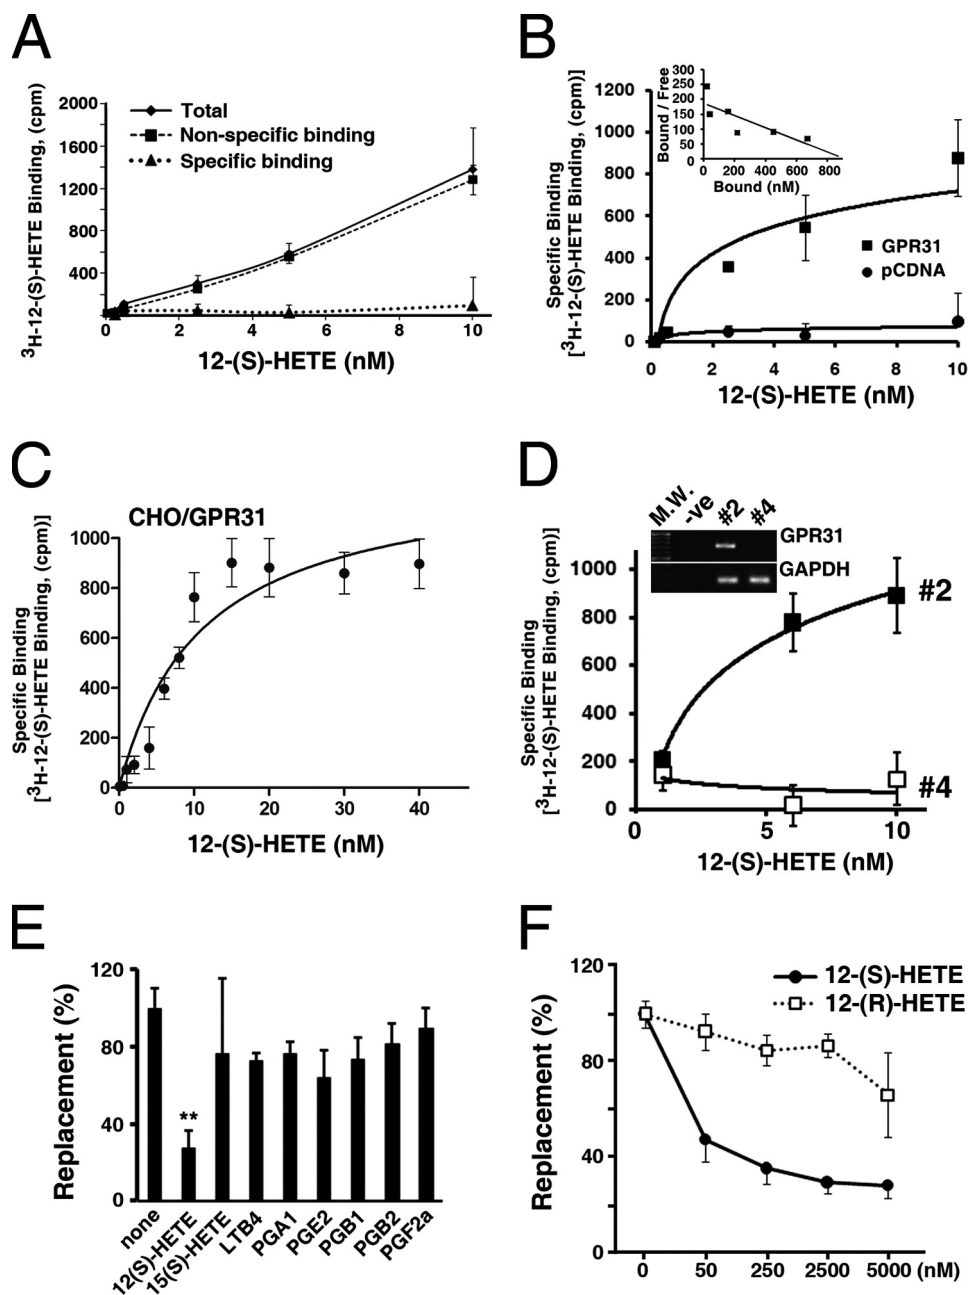 A
³H-12-(S)-HETE Binding, (cpm)
2000
1600
1200
800
400
0
2
4
6
8
10
Total
Non-specific binding
Specific binding
12-(S)-HETE (nM)
B
Specific Binding
[³H-12-(S)-HETE Binding, (cpm)]
1200
1000
800
600
400
200
0
0
2
4
6
8
10
Bound / Free
300
250
200
150
100
50
0
0
200
400
600
800
Bound (nM)
GPR31
pCDNA
12-(S)-HETE (nM)
C
CHO/GPR31
Specific Binding
[³H-12-(S)-HETE Binding, (cpm)]
1000
800
600
400
200
0
0
10
20
30
40
12-(S)-HETE (nM)
D
M.W.
-ve
#2
#4
GPR31
GAPDH
Specific Binding
[³H-12-(S)-HETE Binding, (cpm)]
1000
800
600
400
200
0
0
5
10
#2
#4
12-(S)-HETE (nM)
E
Replacement (%)
120
80
40
0
none
12(S)-HETE
15(S)-HETE
LTB4
PGA1
PGE2
PGB1
PGB2
PGF2a
**
F
Replacement (%)
120
80
40
0
12-(S)-HETE
12-(R)-HETE
0
50
250
2500
5000 (nM)